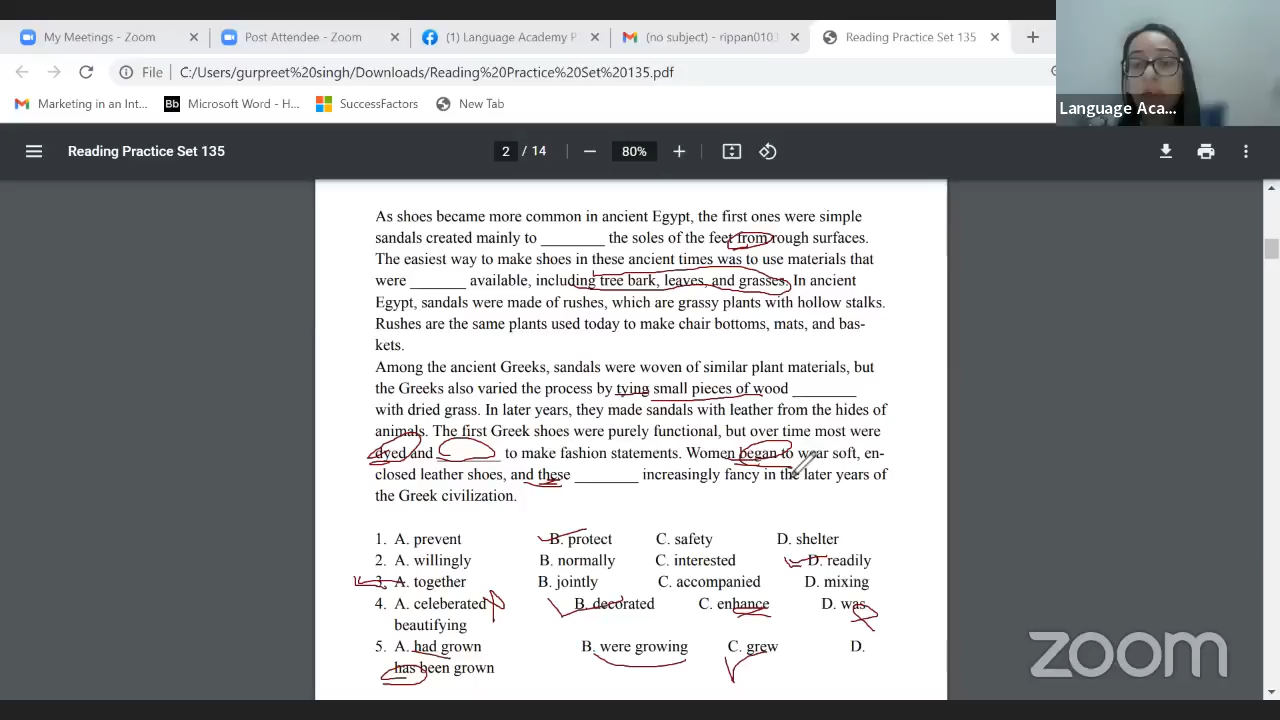 My Meetings - Zoom
Post Attendee - Zoom
(1) Language Academy P
(no subject) - rippan0103
Reading Practice Set 135
File
C:/Users/gurpreet%20singh/Downloads/Reading%20Practice%20Set%20135.pdf
Marketing in an Int...
Bb
Microsoft Word - H...
SuccessFactors
New Tab
Language Aca...
Reading Practice Set 135
2 / 14
80%
As shoes became more common in ancient Egypt, the first ones were simple
sandals created mainly to ________ the soles of the feet from rough surfaces.
The easiest way to make shoes in these ancient times was to use materials that
were _______ available, including tree bark, leaves, and grasses. In ancient
Egypt, sandals were made of rushes, which are grassy plants with hollow stalks.
Rushes are the same plants used today to make chair bottoms, mats, and bas-
kets.
Among the ancient Greeks, sandals were woven of similar plant materials, but
the Greeks also varied the process by tying small pieces of wood ________
with dried grass. In later years, they made sandals with leather from the hides of
animals. The first Greek shoes were purely functional, but over time most were
dyed and ________ to make fashion statements. Women began to wear soft, en-
closed leather shoes, and these ________ increasingly fancy in the later years of
the Greek civilization.
1. A. prevent B. protect C. safety D. shelter
2. A. willingly B. normally C. interested D. readily
3. A. together B. jointly C. accompanied D. mixing
4. A. celeberated B. decorated C. enhance D. was
beautifying
5. A. had grown B. were growing C. grew D.
has been grown
zoom